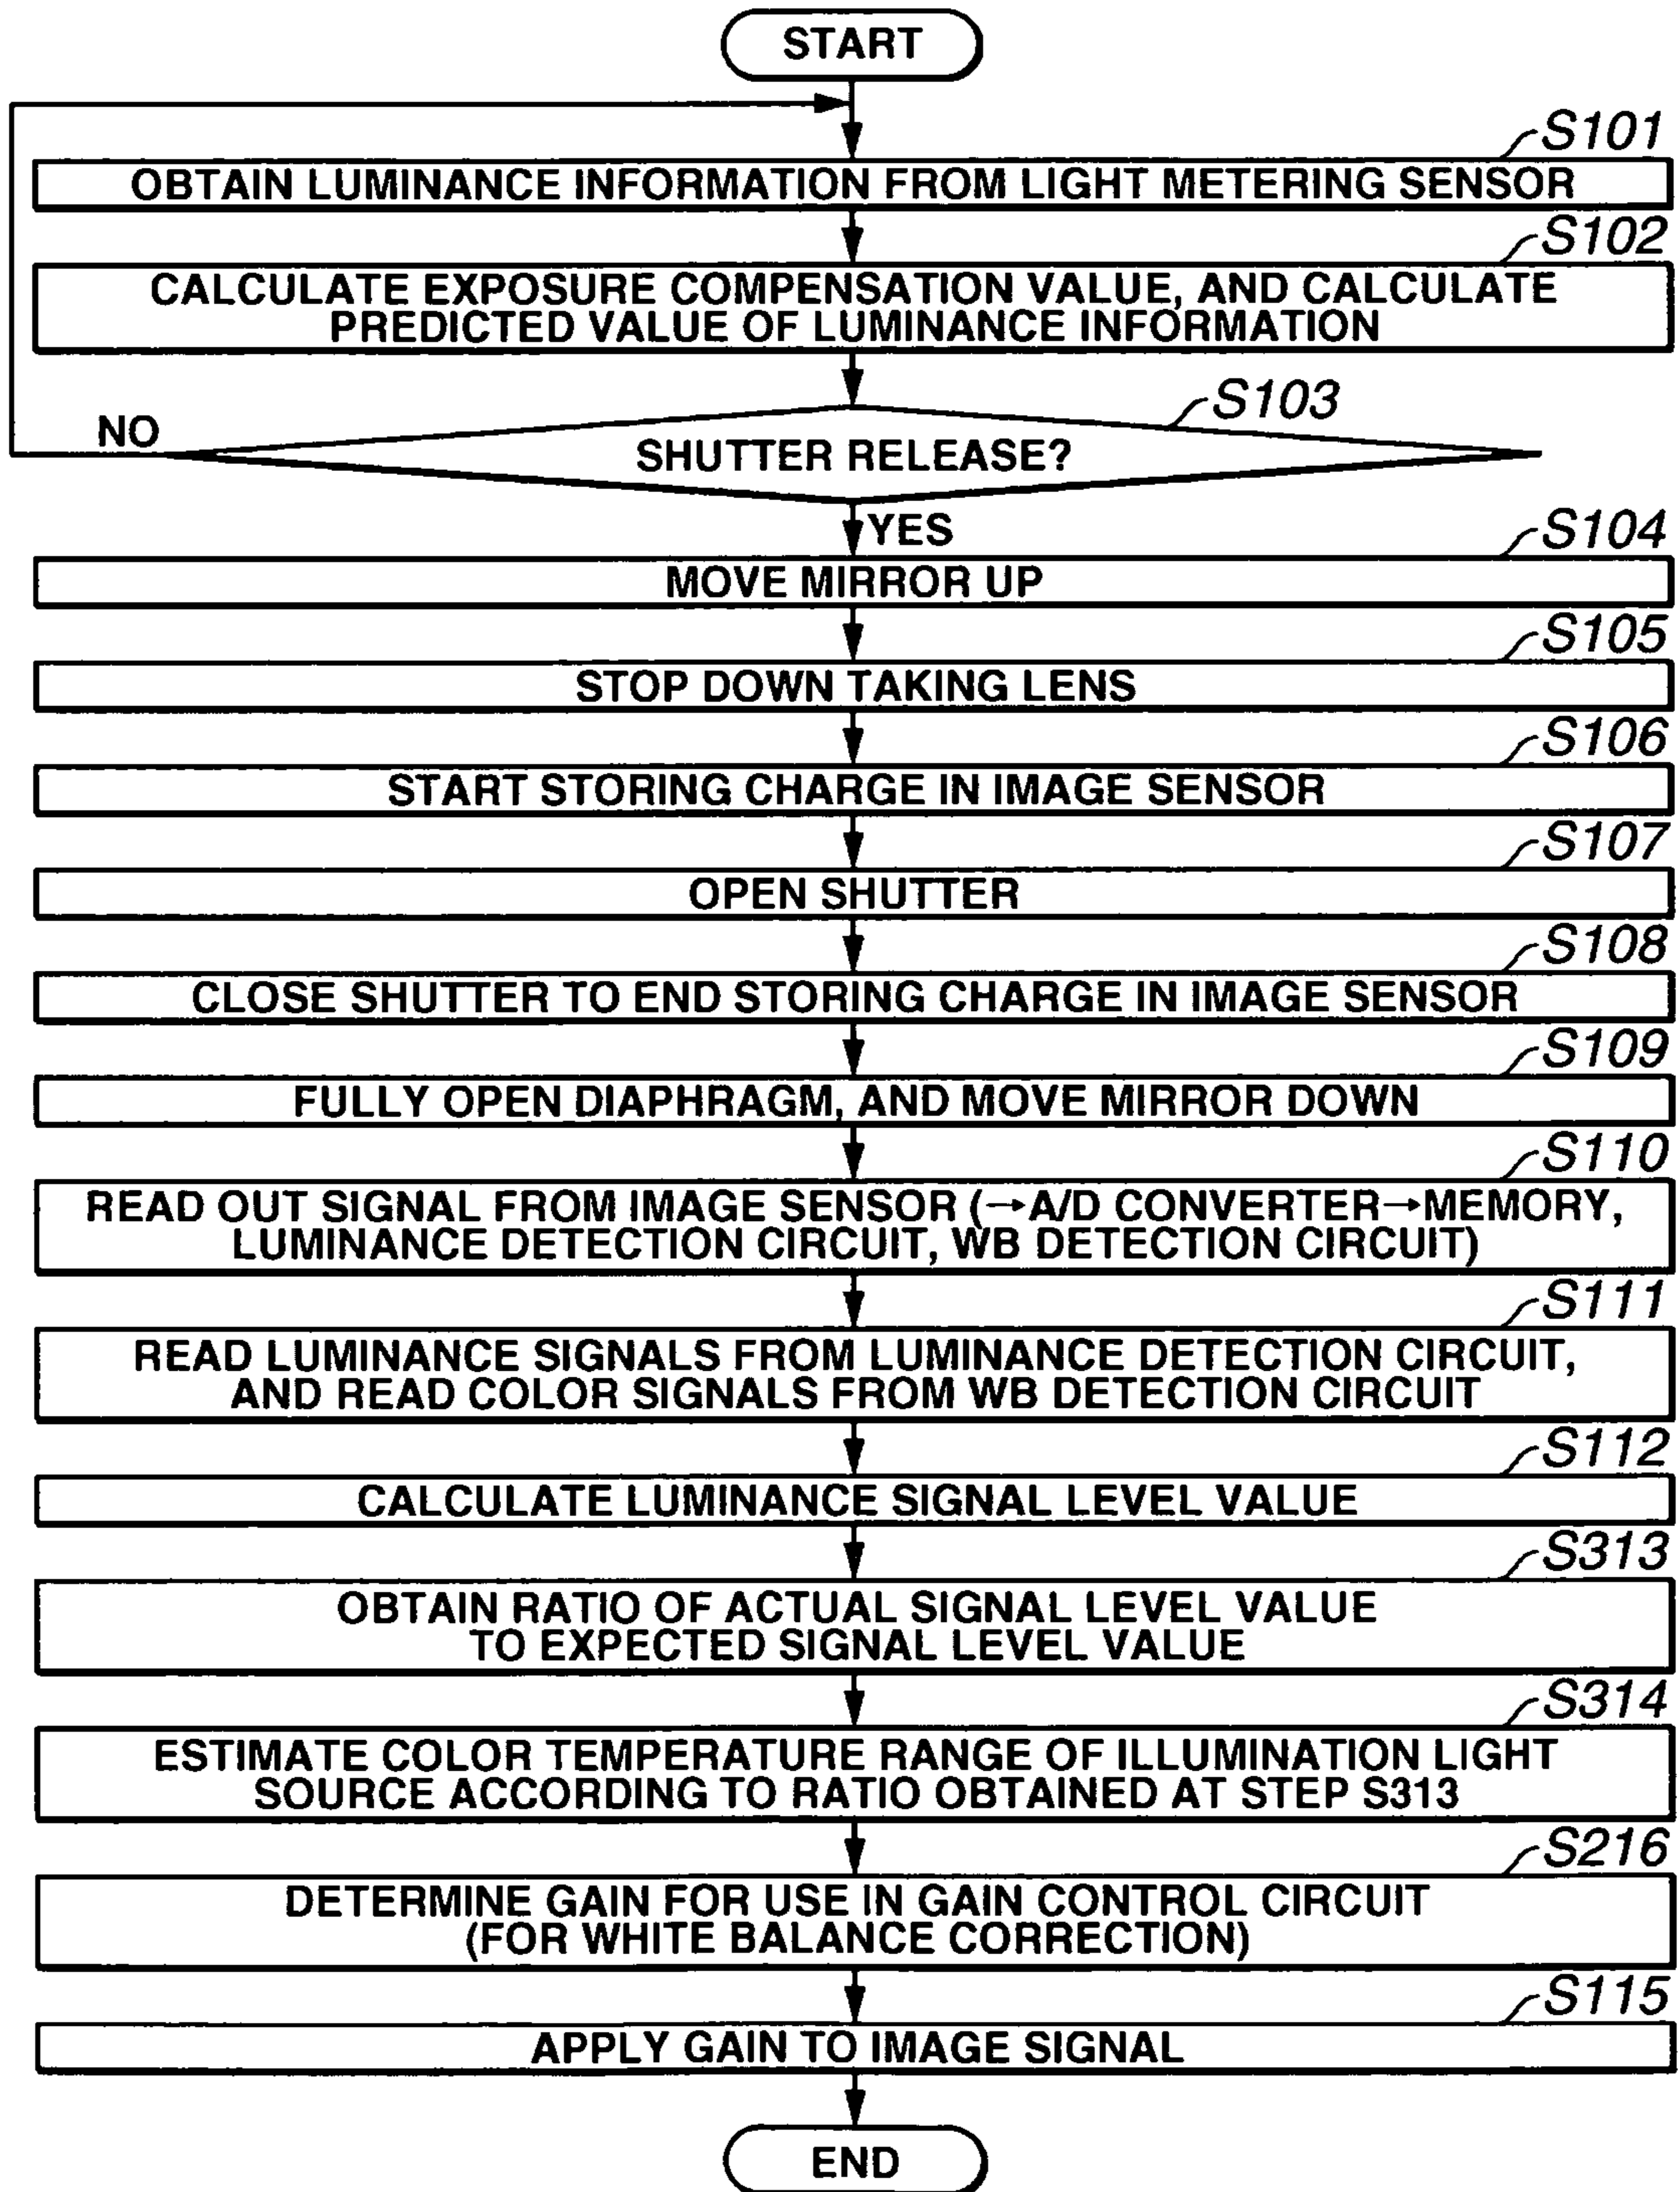 START
S101
OBTAIN LUMINANCE INFORMATION FROM LIGHT METERING SENSOR
S102
CALCULATE EXPOSURE COMPENSATION VALUE, AND CALCULATE
PREDICTED VALUE OF LUMINANCE INFORMATION
S103
NO
SHUTTER RELEASE?
YES
S104
MOVE MIRROR UP
S105
STOP DOWN TAKING LENS
S106
START STORING CHARGE IN IMAGE SENSOR
S107
OPEN SHUTTER
S108
CLOSE SHUTTER TO END STORING CHARGE IN IMAGE SENSOR
S109
FULLY OPEN DIAPHRAGM, AND MOVE MIRROR DOWN
S110
READ OUT SIGNAL FROM IMAGE SENSOR (→A/D CONVERTER→MEMORY,
LUMINANCE DETECTION CIRCUIT, WB DETECTION CIRCUIT)
S111
READ LUMINANCE SIGNALS FROM LUMINANCE DETECTION CIRCUIT,
AND READ COLOR SIGNALS FROM WB DETECTION CIRCUIT
S112
CALCULATE LUMINANCE SIGNAL LEVEL VALUE
S313
OBTAIN RATIO OF ACTUAL SIGNAL LEVEL VALUE
TO EXPECTED SIGNAL LEVEL VALUE
S314
ESTIMATE COLOR TEMPERATURE RANGE OF ILLUMINATION LIGHT
SOURCE ACCORDING TO RATIO OBTAINED AT STEP S313
S216
DETERMINE GAIN FOR USE IN GAIN CONTROL CIRCUIT
(FOR WHITE BALANCE CORRECTION)
S115
APPLY GAIN TO IMAGE SIGNAL
END